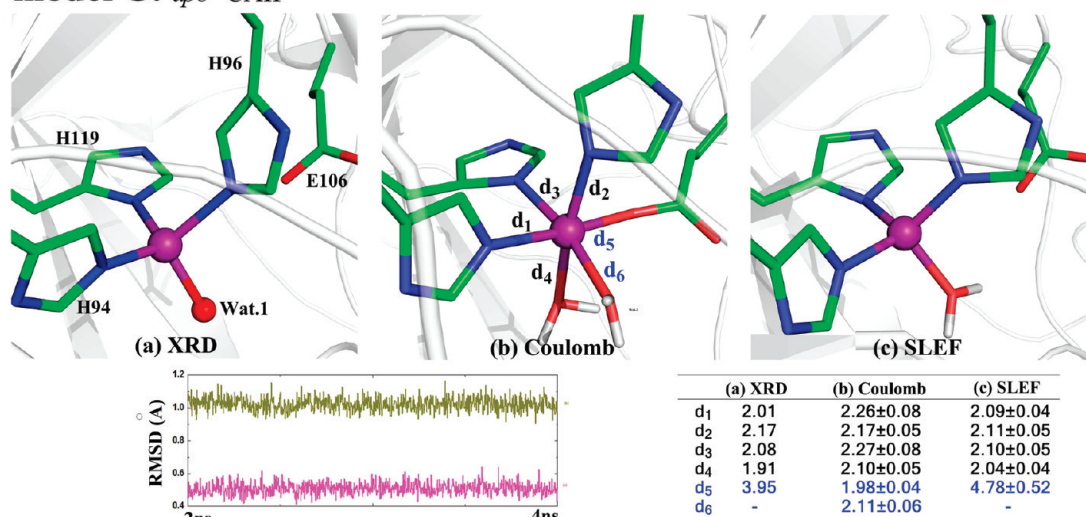 H96
H119
E106
H94
Wat.1
(a) XRD
d3
d2
d1
d5
d4
d6
(b) Coulomb
(c) SLEF
1.2
1.0
0.8
0.6
0.4
RMSD (A)
4ns
(a) XRD (b) Coulomb (c) SLEF
d1 2.01 2.26±0.08 2.09±0.04
d2 2.17 2.17±0.05 2.11±0.05
d3 2.08 2.27±0.08 2.10±0.05
d4 1.91 2.10±0.05 2.04±0.04
d5 3.95 1.98±0.04 4.78±0.52
d6 - 2.11±0.06 -